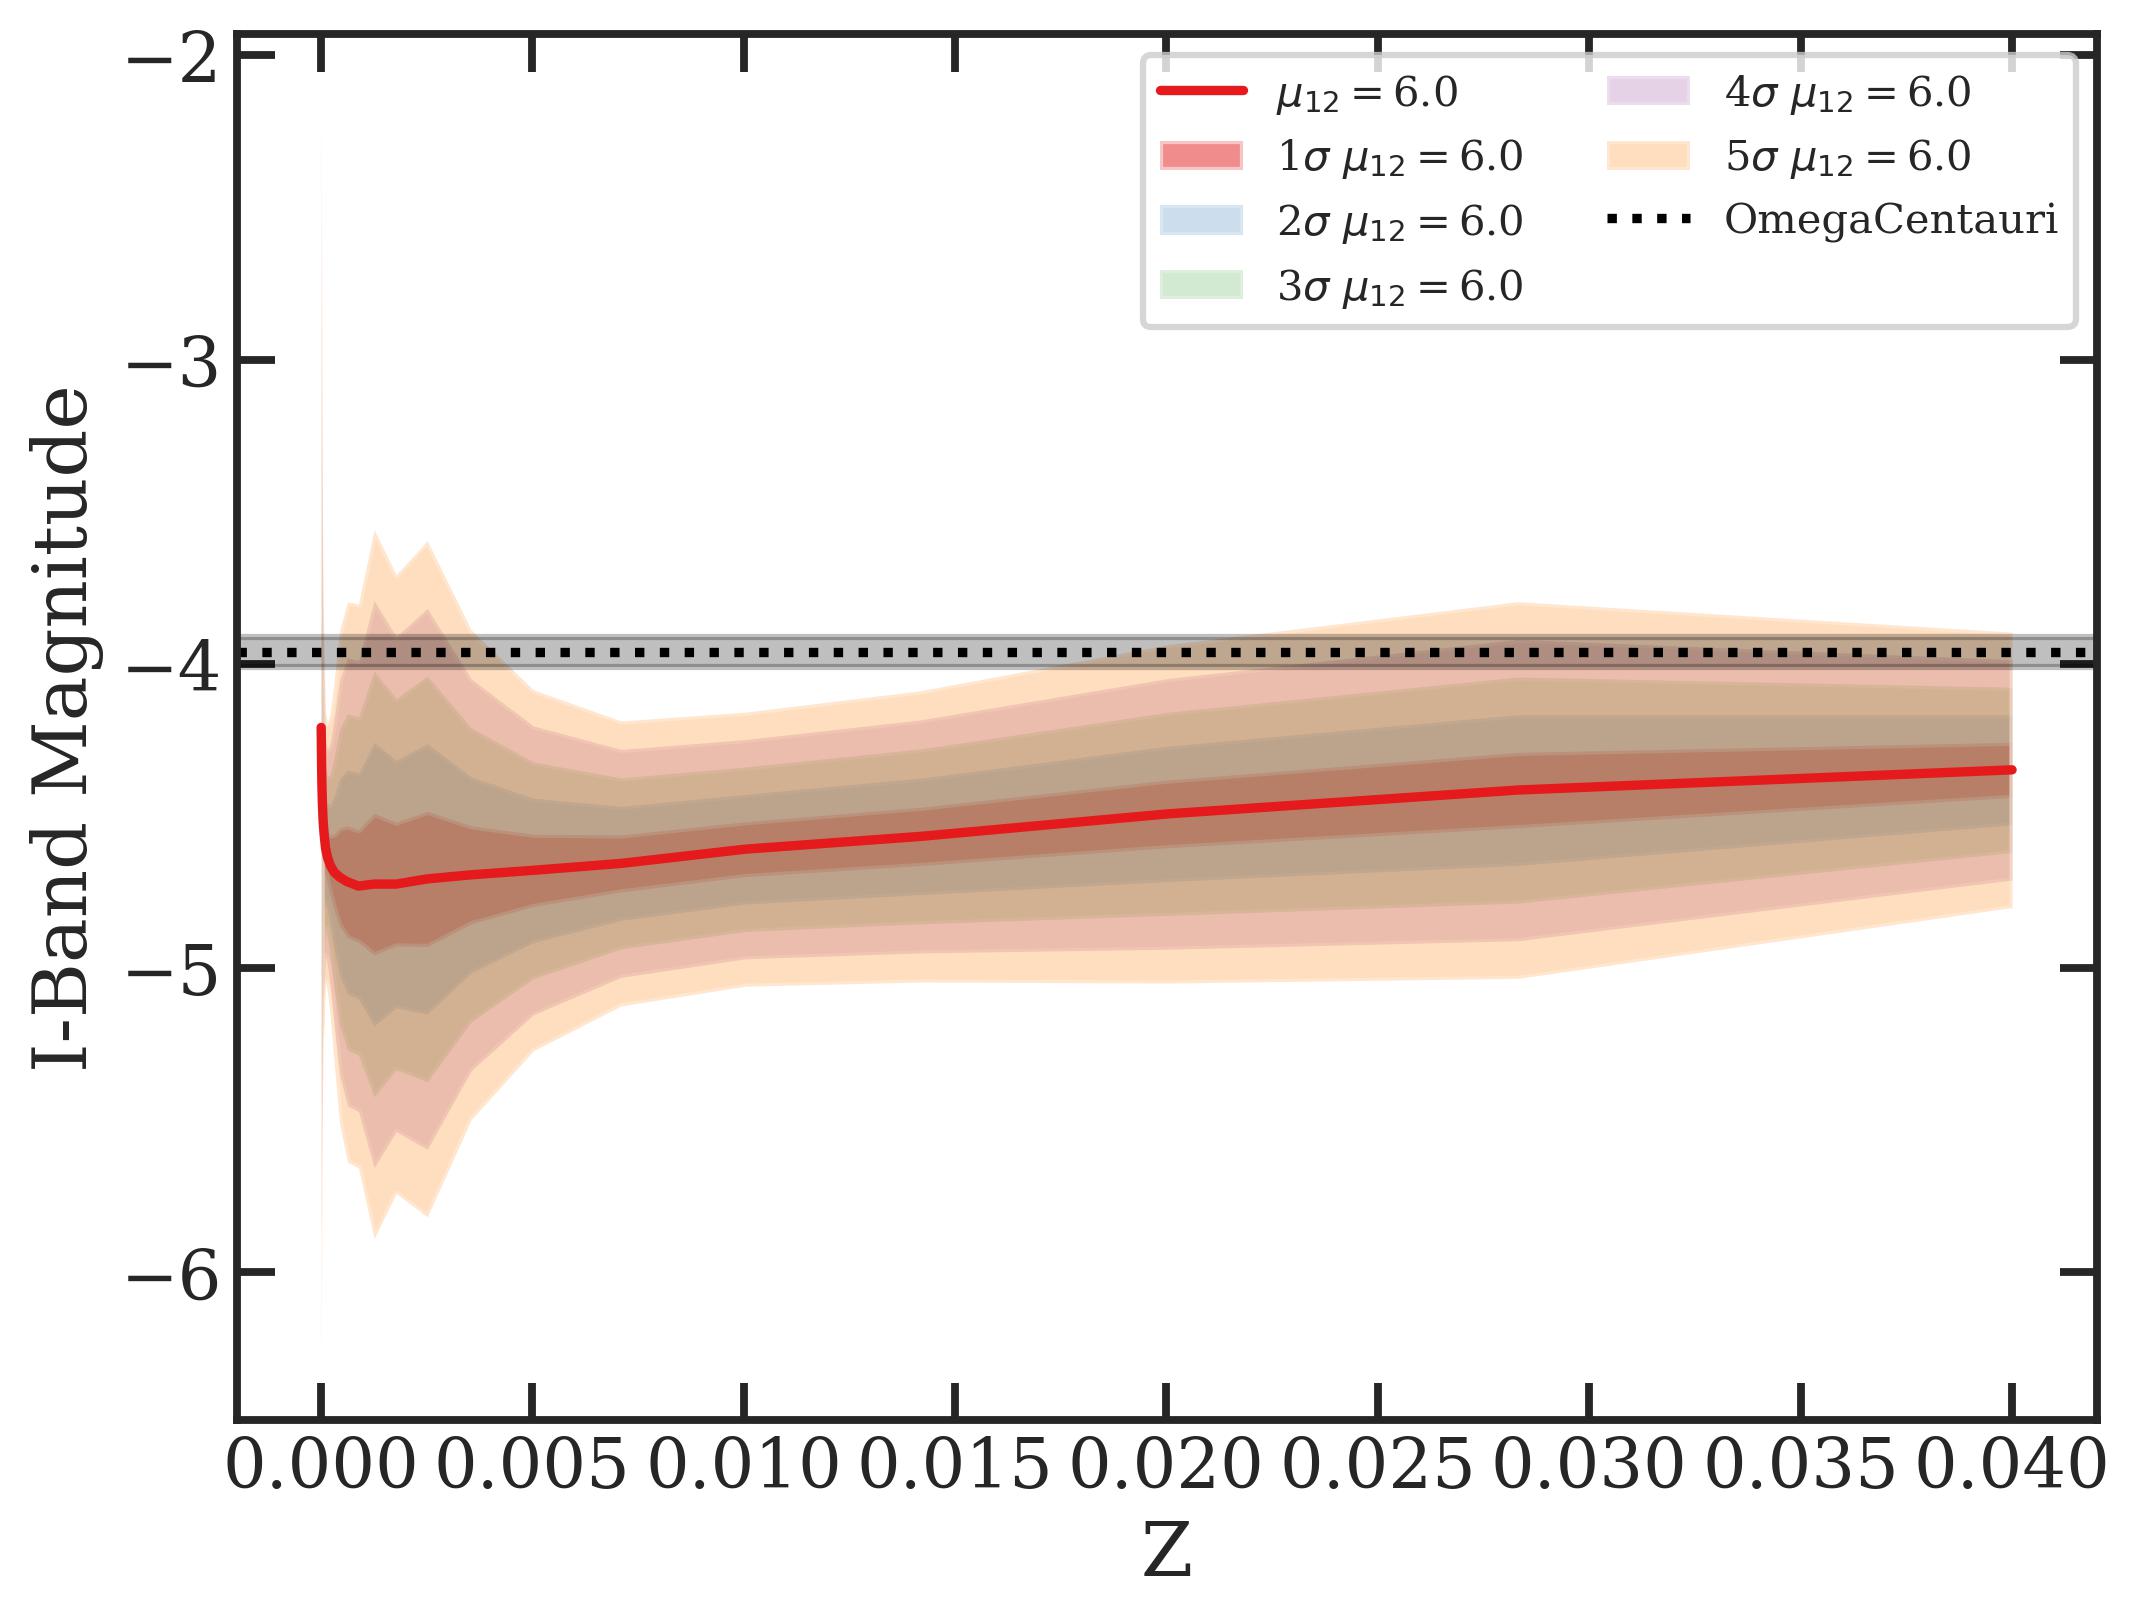 −2
−3
−4
−5
−6
I-Band Magnitude
μ12 = 6.0
1σ μ12 = 6.0
2σ μ12 = 6.0
3σ μ12 = 6.0
4σ μ12 = 6.0
5σ μ12 = 6.0
OmegaCentauri
0.000 0.005 0.010 0.015 0.020 0.025 0.030 0.035 0.040
Z